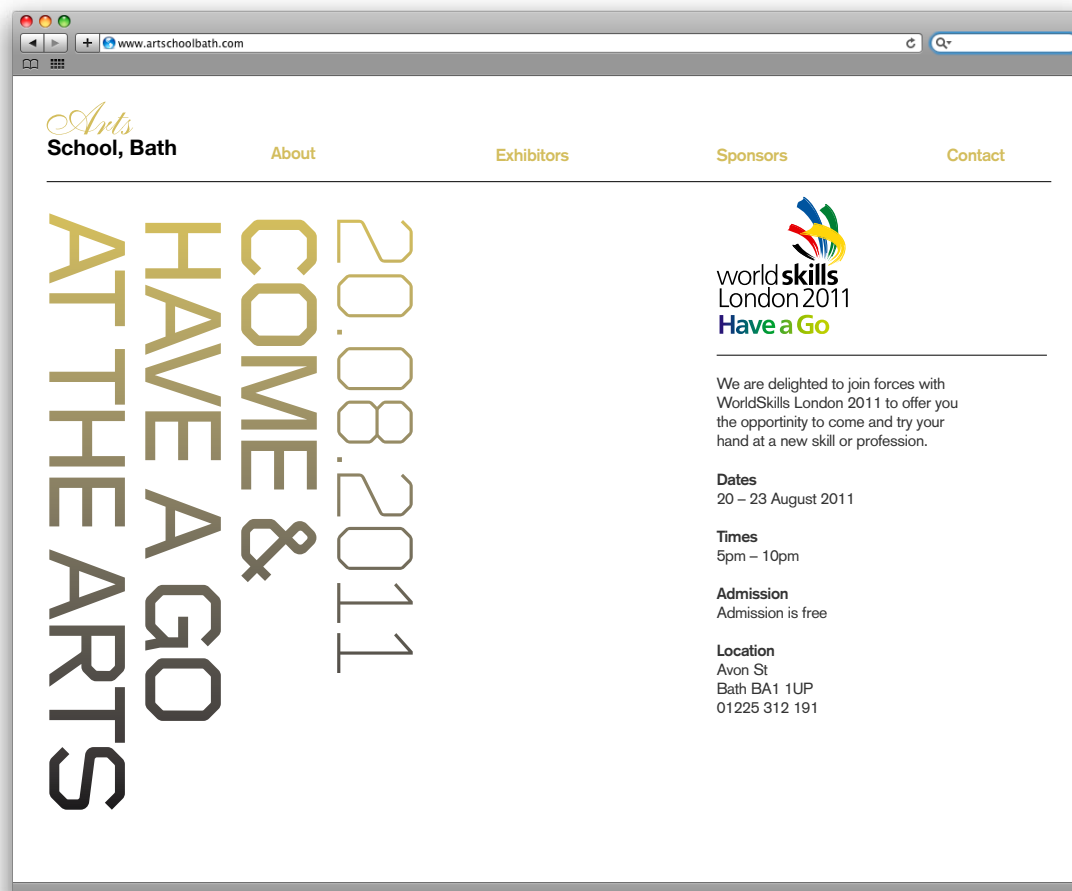 www.artschoolbath.com
Arts
School, Bath
About
Exhibitors
Sponsors
Contact
20.08.2011
COME &
HAVE A GO
AT THE ARTS
world skills
London 2011
Have a Go
We are delighted to join forces with
WorldSkills London 2011 to offer you
the opportinity to come and try your
hand at a new skill or profession.
Dates
20 – 23 August 2011
Times
5pm – 10pm
Admission
Admission is free
Location
Avon St
Bath BA1 1UP
01225 312 191